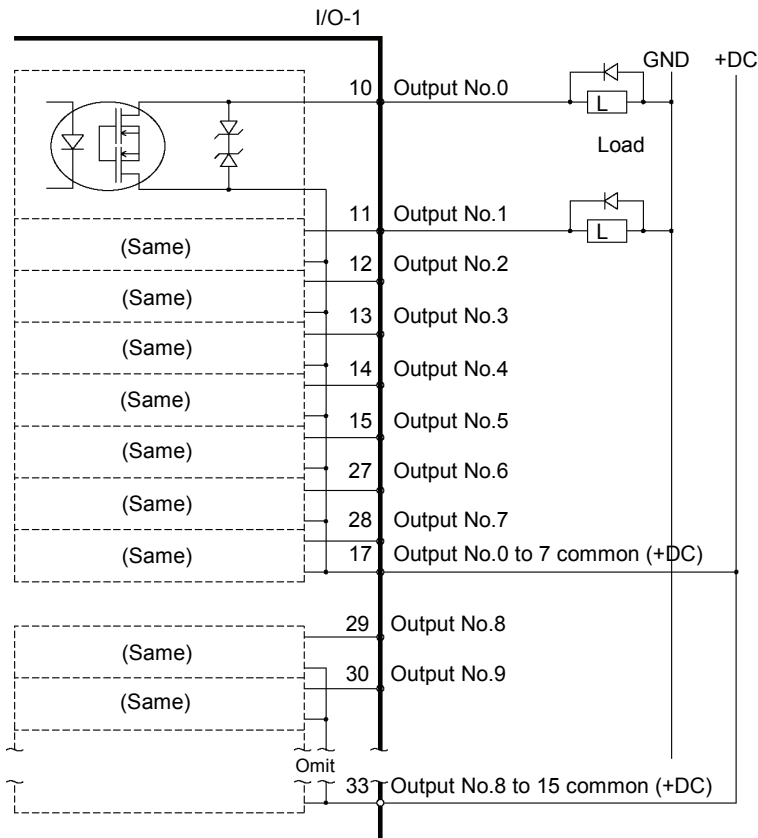 I/O-1
GND +DC
10 Output No.0
L
Load
11 Output No.1
L
(Same)
12 Output No.2
(Same)
13 Output No.3
(Same)
14 Output No.4
(Same)
15 Output No.5
(Same)
27 Output No.6
(Same)
28 Output No.7
(Same)
17 Output No.0 to 7 common (+DC)
29 Output No.8
(Same)
30 Output No.9
(Same)
Omit
33 Output No.8 to 15 common (+DC)